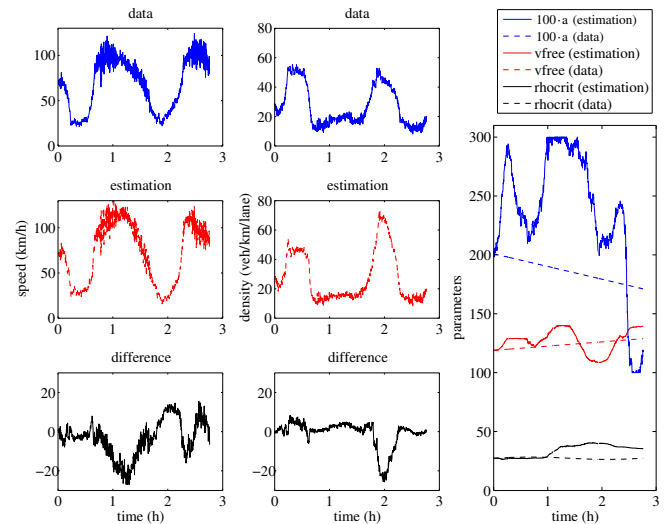 data
data
100·a (estimation)
100·a (data)
vfree (estimation)
vfree (data)
rhocrit (estimation)
rhocrit (data)
100
50
0
0 1 2 3
80
60
40
20
0
0 1 2 3
estimation
estimation
speed (km/h)
100
50
0
0 1 2 3
density (veh/km/lane)
80
60
40
20
0
0 1 2 3
difference
difference
20
0
−20
0 1 2 3
time (h)
20
0
−20
0 1 2 3
time (h)
parameters
300
250
200
150
100
50
0
0 1 2 3
time (h)